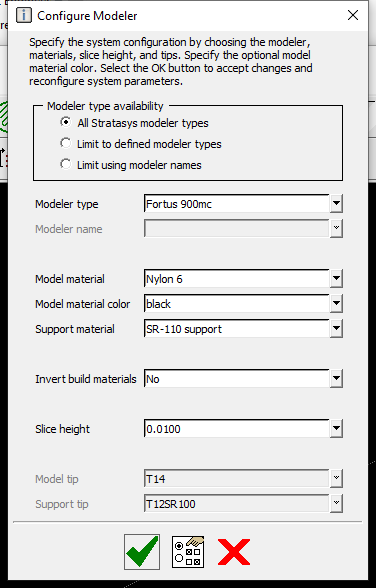 Configure Modeler
Specify the system configuration by choosing the modeler,
materials, slice height, and tips. Specify the optional model
material color. Select the OK button to accept changes and
reconfigure system parameters.
Modeler type availability
All Stratasys modeler types
Limit to defined modeler types
Limit using modeler names
Modeler type Fortus 900mc
Modeler name
Model material Nylon 6
Model material color black
Support material SR-110 support
Invert build materials No
Slice height 0.0100
Model tip T14
Support tip T12SR100